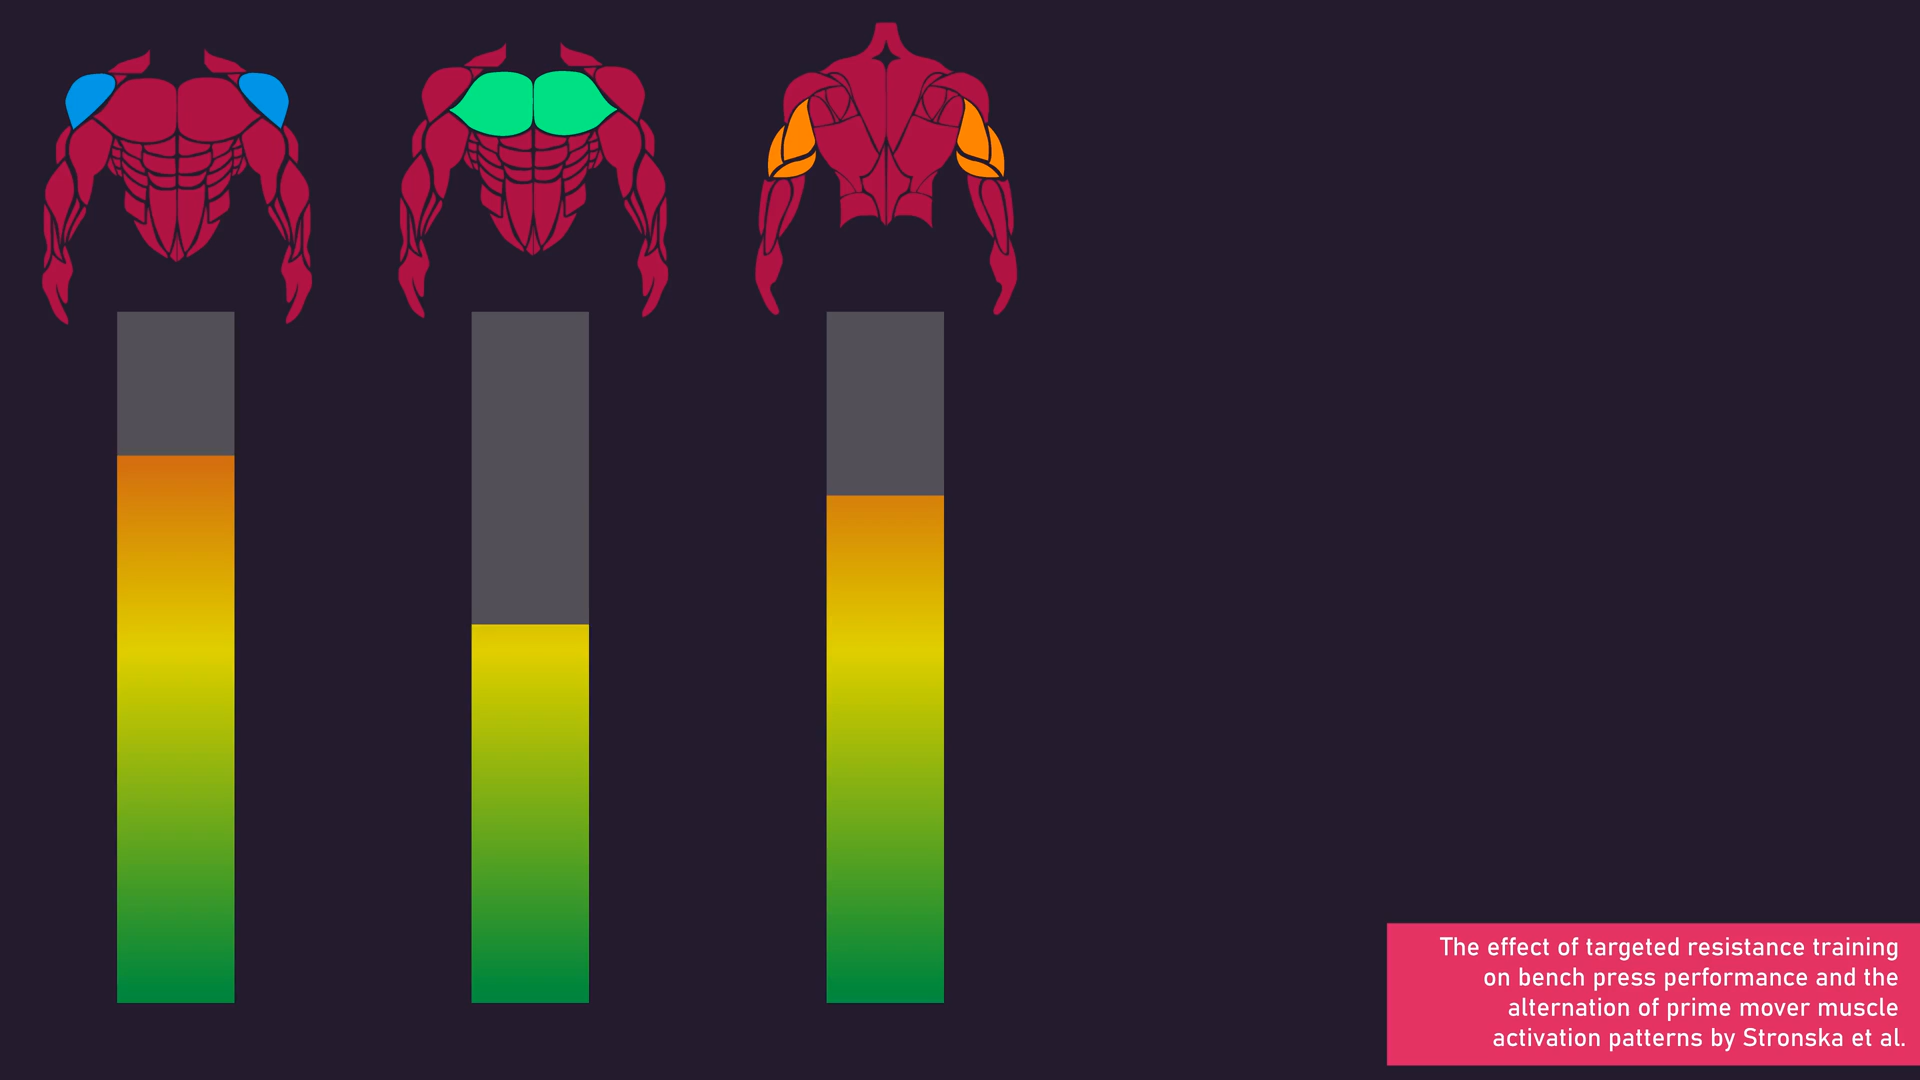 The effect of targeted resistance training
on bench press performance and the
alternation of prime mover muscle
activation patterns by Stronska et al.